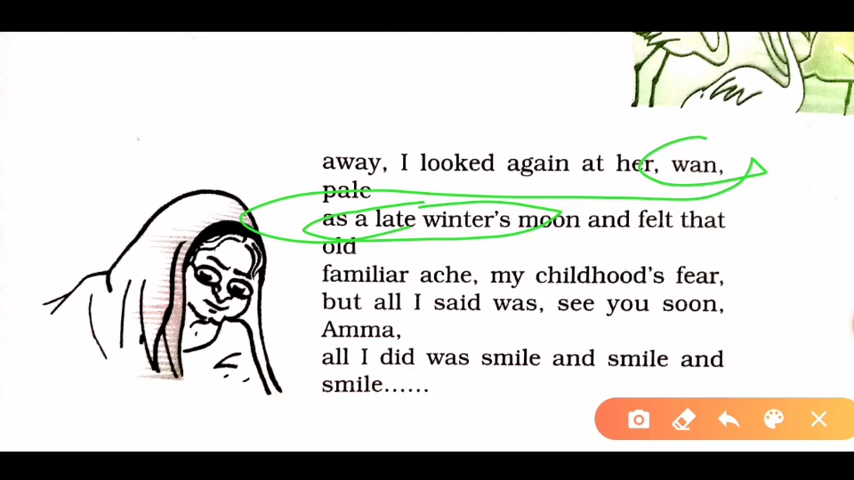 away, I looked again at her, wan,
pale
as a late winter's moon and felt that
old
familiar ache, my childhood's fear,
but all I said was, see you soon,
Amma,
all I did was smile and smile and
smile......